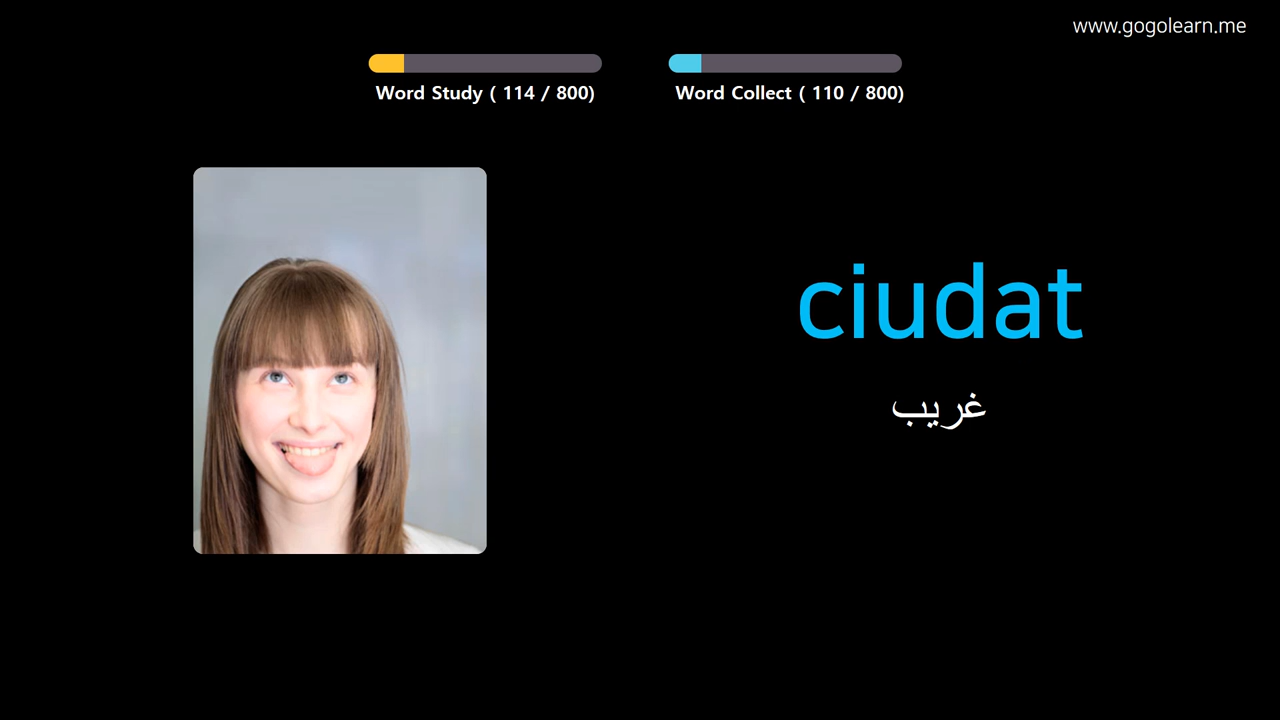 www.gogolearn.me
Word Study ( 114 / 800)
Word Collect ( 110 / 800)
ciudat
غريب